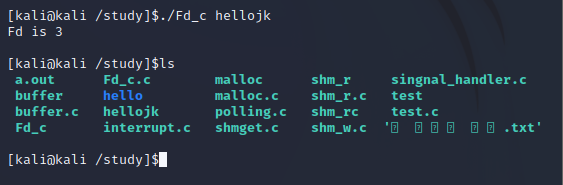 [kali@kali /study]$./Fd_c hellojk
Fd is 3
[kali@kali /study]$ls
a.out Fd_c.c malloc shm_r singnal_handler.c
buffer hello malloc.c shm_r.c test
buffer.c hellojk polling.c shm_rc test.c
Fd_c interrupt.c shmget.c shm_w.c .txt'
[kali@kali /study]$